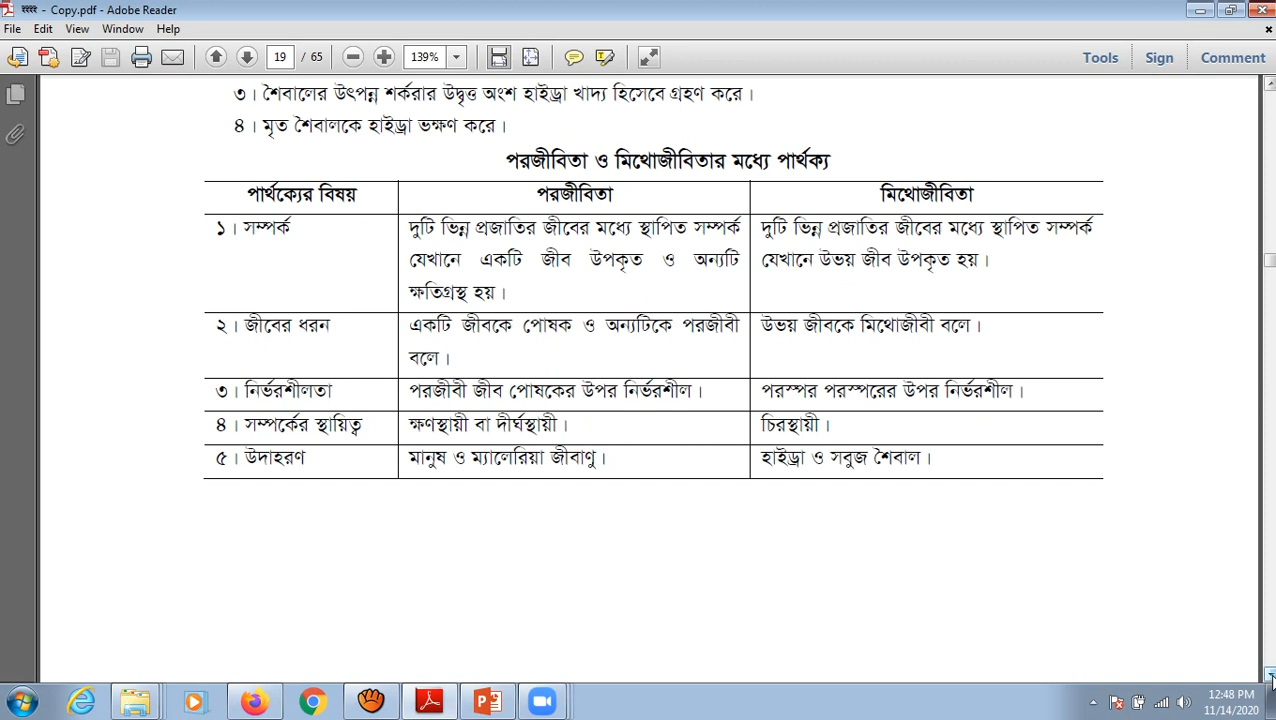 ৭৭৭৭ - Copy.pdf - Adobe Reader
File Edit View Window Help
19 / 65 139% Tools Sign Comment
৩। শৈবালের উৎপন্ন শর্করার উদ্বৃত্ত অংশ হাইড্রা খাদ্য হিসেবে গ্রহণ করে।
৪। মৃত শৈবালকে হাইড্রা ভক্ষণ করে।
পরজীবিতা ও মিথোজীবিতার মধ্যে পার্থক্য
পার্থক্যের বিষয় পরজীবিতা মিথোজীবিতা
১। সম্পর্ক দুটি ভিন্ন প্রজাতির জীবের মধ্যে স্থাপিত সম্পর্ক দুটি ভিন্ন প্রজাতির জীবের মধ্যে স্থাপিত সম্পর্ক
যেখানে একটি জীব উপকৃত ও অন্যটি যেখানে উভয় জীব উপকৃত হয়।
ক্ষতিগ্রস্থ হয়।
২। জীবের ধরন একটি জীবকে পোষক ও অন্যটিকে পরজীবী উভয় জীবকে মিথোজীবী বলে।
বলে।
৩। নির্ভরশীলতা পরজীবী জীব পোষকের উপর নির্ভরশীল। পরস্পর পরস্পরের উপর নির্ভরশীল।
৪। সম্পর্কের স্থায়িত্ব ক্ষণস্থায়ী বা দীর্ঘস্থায়ী। চিরস্থায়ী।
৫। উদাহরণ মানুষ ও ম্যালেরিয়া জীবাণু। হাইড্রা ও সবুজ শৈবাল।
12:48 PM
11/14/2020